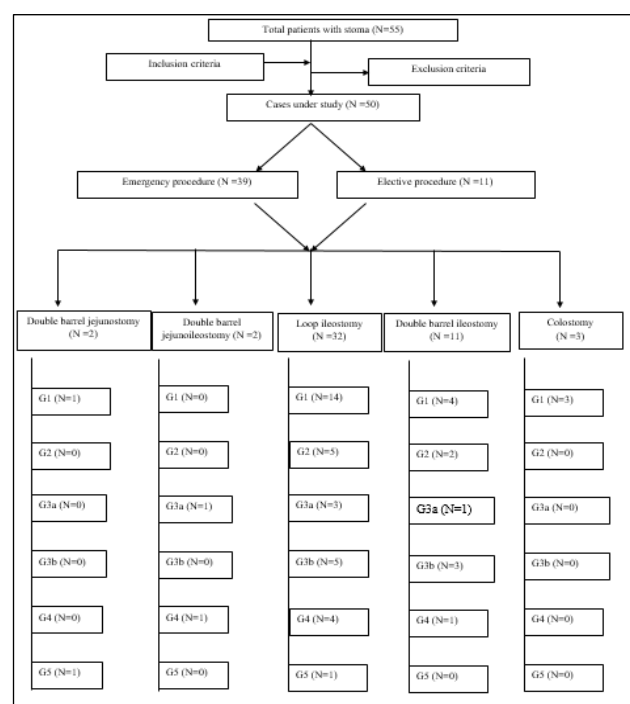 Total patients with stoma (N=55)
Inclusion criteria
Exclusion criteria
Cases under study (N =50)
Emergency procedure (N =39)
Elective procedure (N =11)
Double barrel jejunostomy
(N =2)
Double barrel
jejunoileostomy (N =2)
Loop ileostomy
(N =32)
Double barrel ileostomy
(N =11)
Colostomy
(N =3)
G1 (N=1)
G2 (N=0)
G3a (N=0)
G3b (N=0)
G4 (N=0)
G5 (N=1)
G1 (N=0)
G2 (N=0)
G3a (N=1)
G3b (N=0)
G4 (N=1)
G5 (N=0)
G1 (N=14)
G2 (N=5)
G3a (N=3)
G3b (N=5)
G4 (N=4)
G5 (N=1)
G1 (N=4)
G2 (N=2)
G3a (N=1)
G3b (N=3)
G4 (N=1)
G5 (N=0)
G1 (N=3)
G2 (N=0)
G3a (N=0)
G3b (N=0)
G4 (N=0)
G5 (N=0)